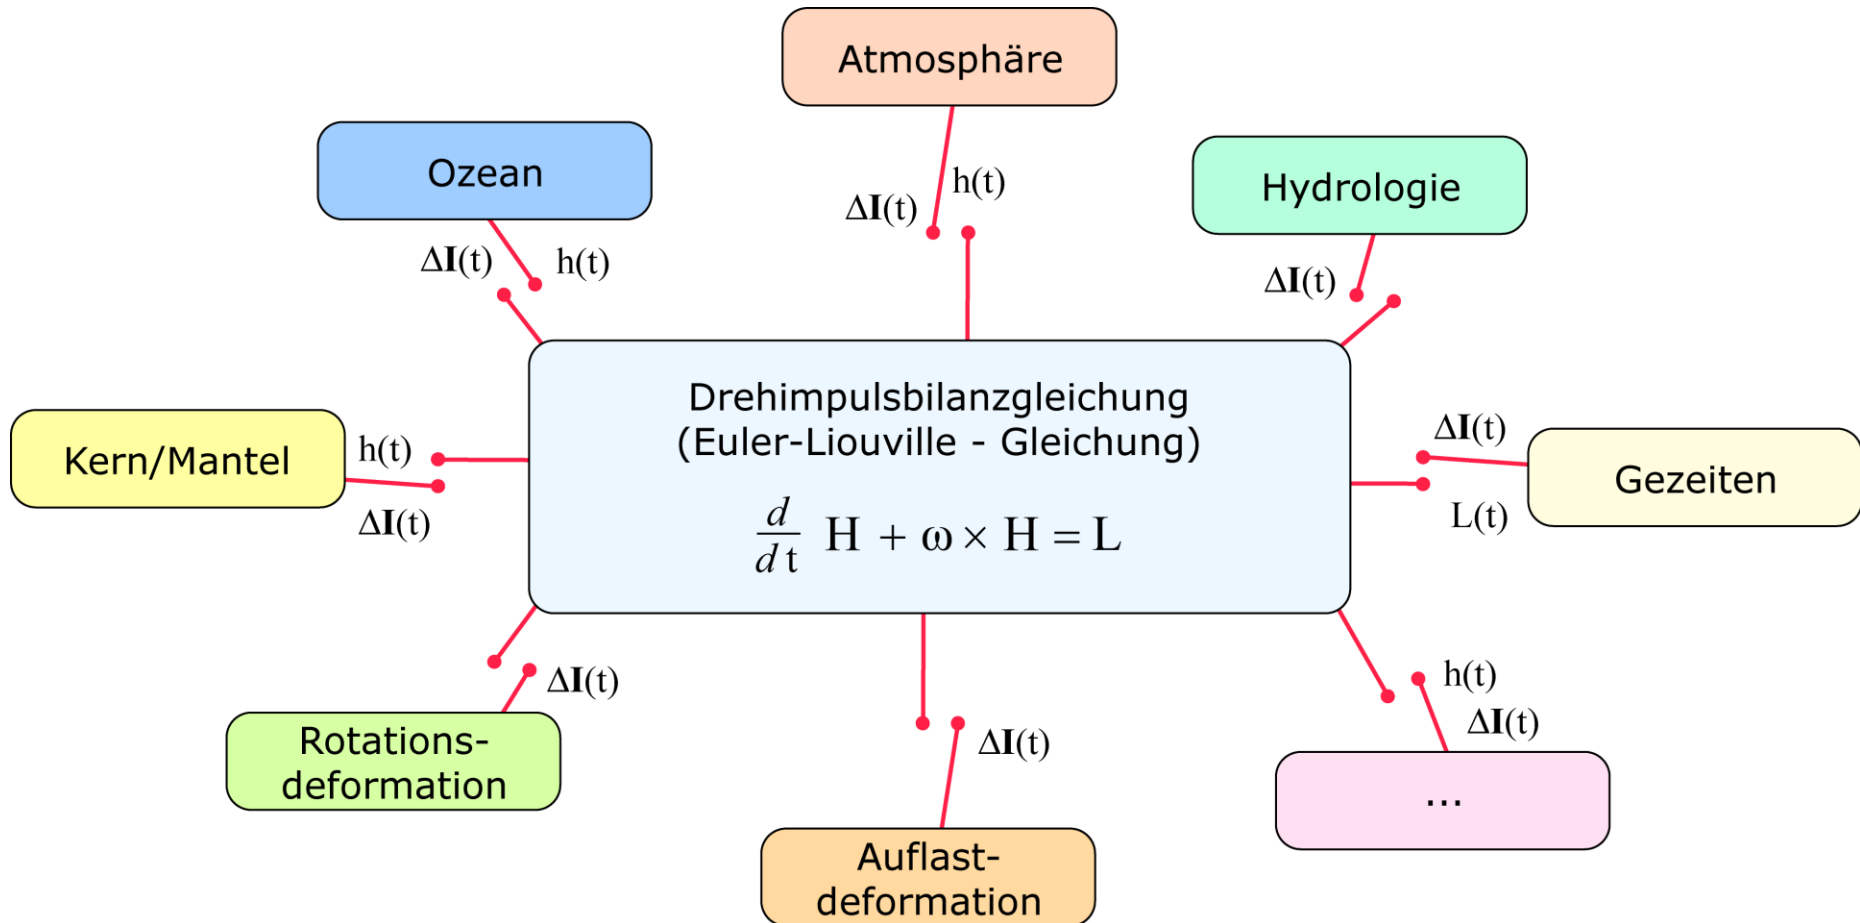 Atmosphäre
Ozean
Hydrologie
ΔI(t)
h(t)
ΔI(t)
h(t)
ΔI(t)
Drehimpulsbilanzgleichung
(Euler-Liouville - Gleichung)
d/dt H + ω × H = L
Kern/Mantel
h(t)
ΔI(t)
ΔI(t)
Gezeiten
L(t)
ΔI(t)
Rotations-
deformation
ΔI(t)
Auflast-
deformation
h(t)
ΔI(t)
...